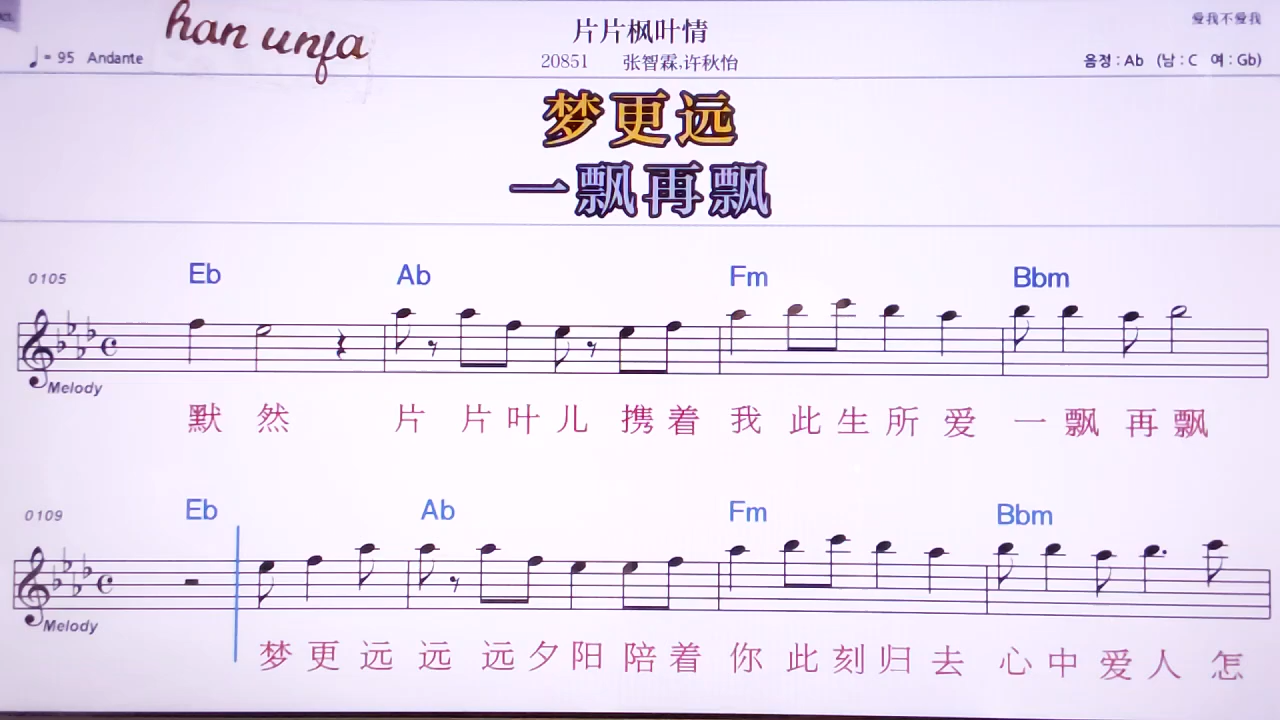 han unfa
片片枫叶情
爱我不爱我
♩= 95 Andante
20851 张智霖,许秋怡
음정 : Ab (남 : C 여 : Gb)
梦更远
一飘再飘
0105
Eb Ab Fm Bbm
Melody
默 然 片 片 叶 儿 携 着 我 此 生 所 爱 一 飘 再 飘
0109
Eb Ab Fm Bbm
Melody
梦 更 远 远 远 夕 阳 陪 着 你 此 刻 归 去 心 中 爱 人 怎